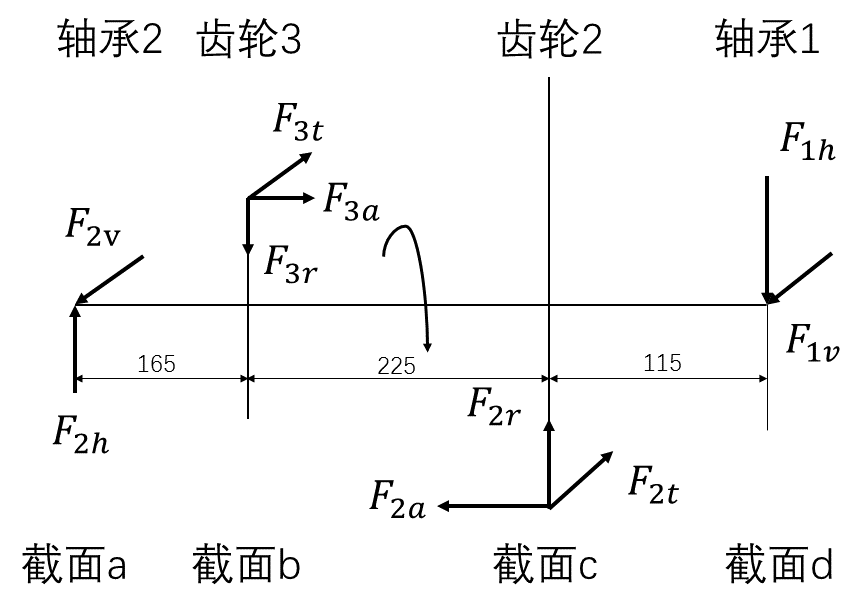 轴承2 齿轮3 齿轮2 轴承1
F_{3t}
F_{1h}
F_{3a}
F_{2v}
F_{3r}
F_{1v}
165 225 115
F_{2r}
F_{2h}
F_{2t}
F_{2a}
截面a 截面b 截面c 截面d